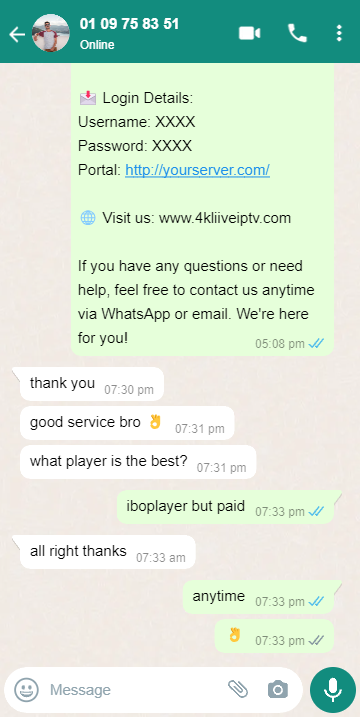 01 09 75 83 51
Online
📩 Login Details:
Username: XXXX
Password: XXXX
Portal: http://yourserver.com/
🌐 Visit us: www.4kliiveiptv.com
If you have any questions or need
help, feel free to contact us anytime
via WhatsApp or email. We're here
for you!
05:08 pm
thank you 07:30 pm
good service bro 👌 07:31 pm
what player is the best? 07:31 pm
iboplayer but paid 07:33 pm
all right thanks 07:33 am
anytime 07:33 pm
👌 07:33 pm
Message